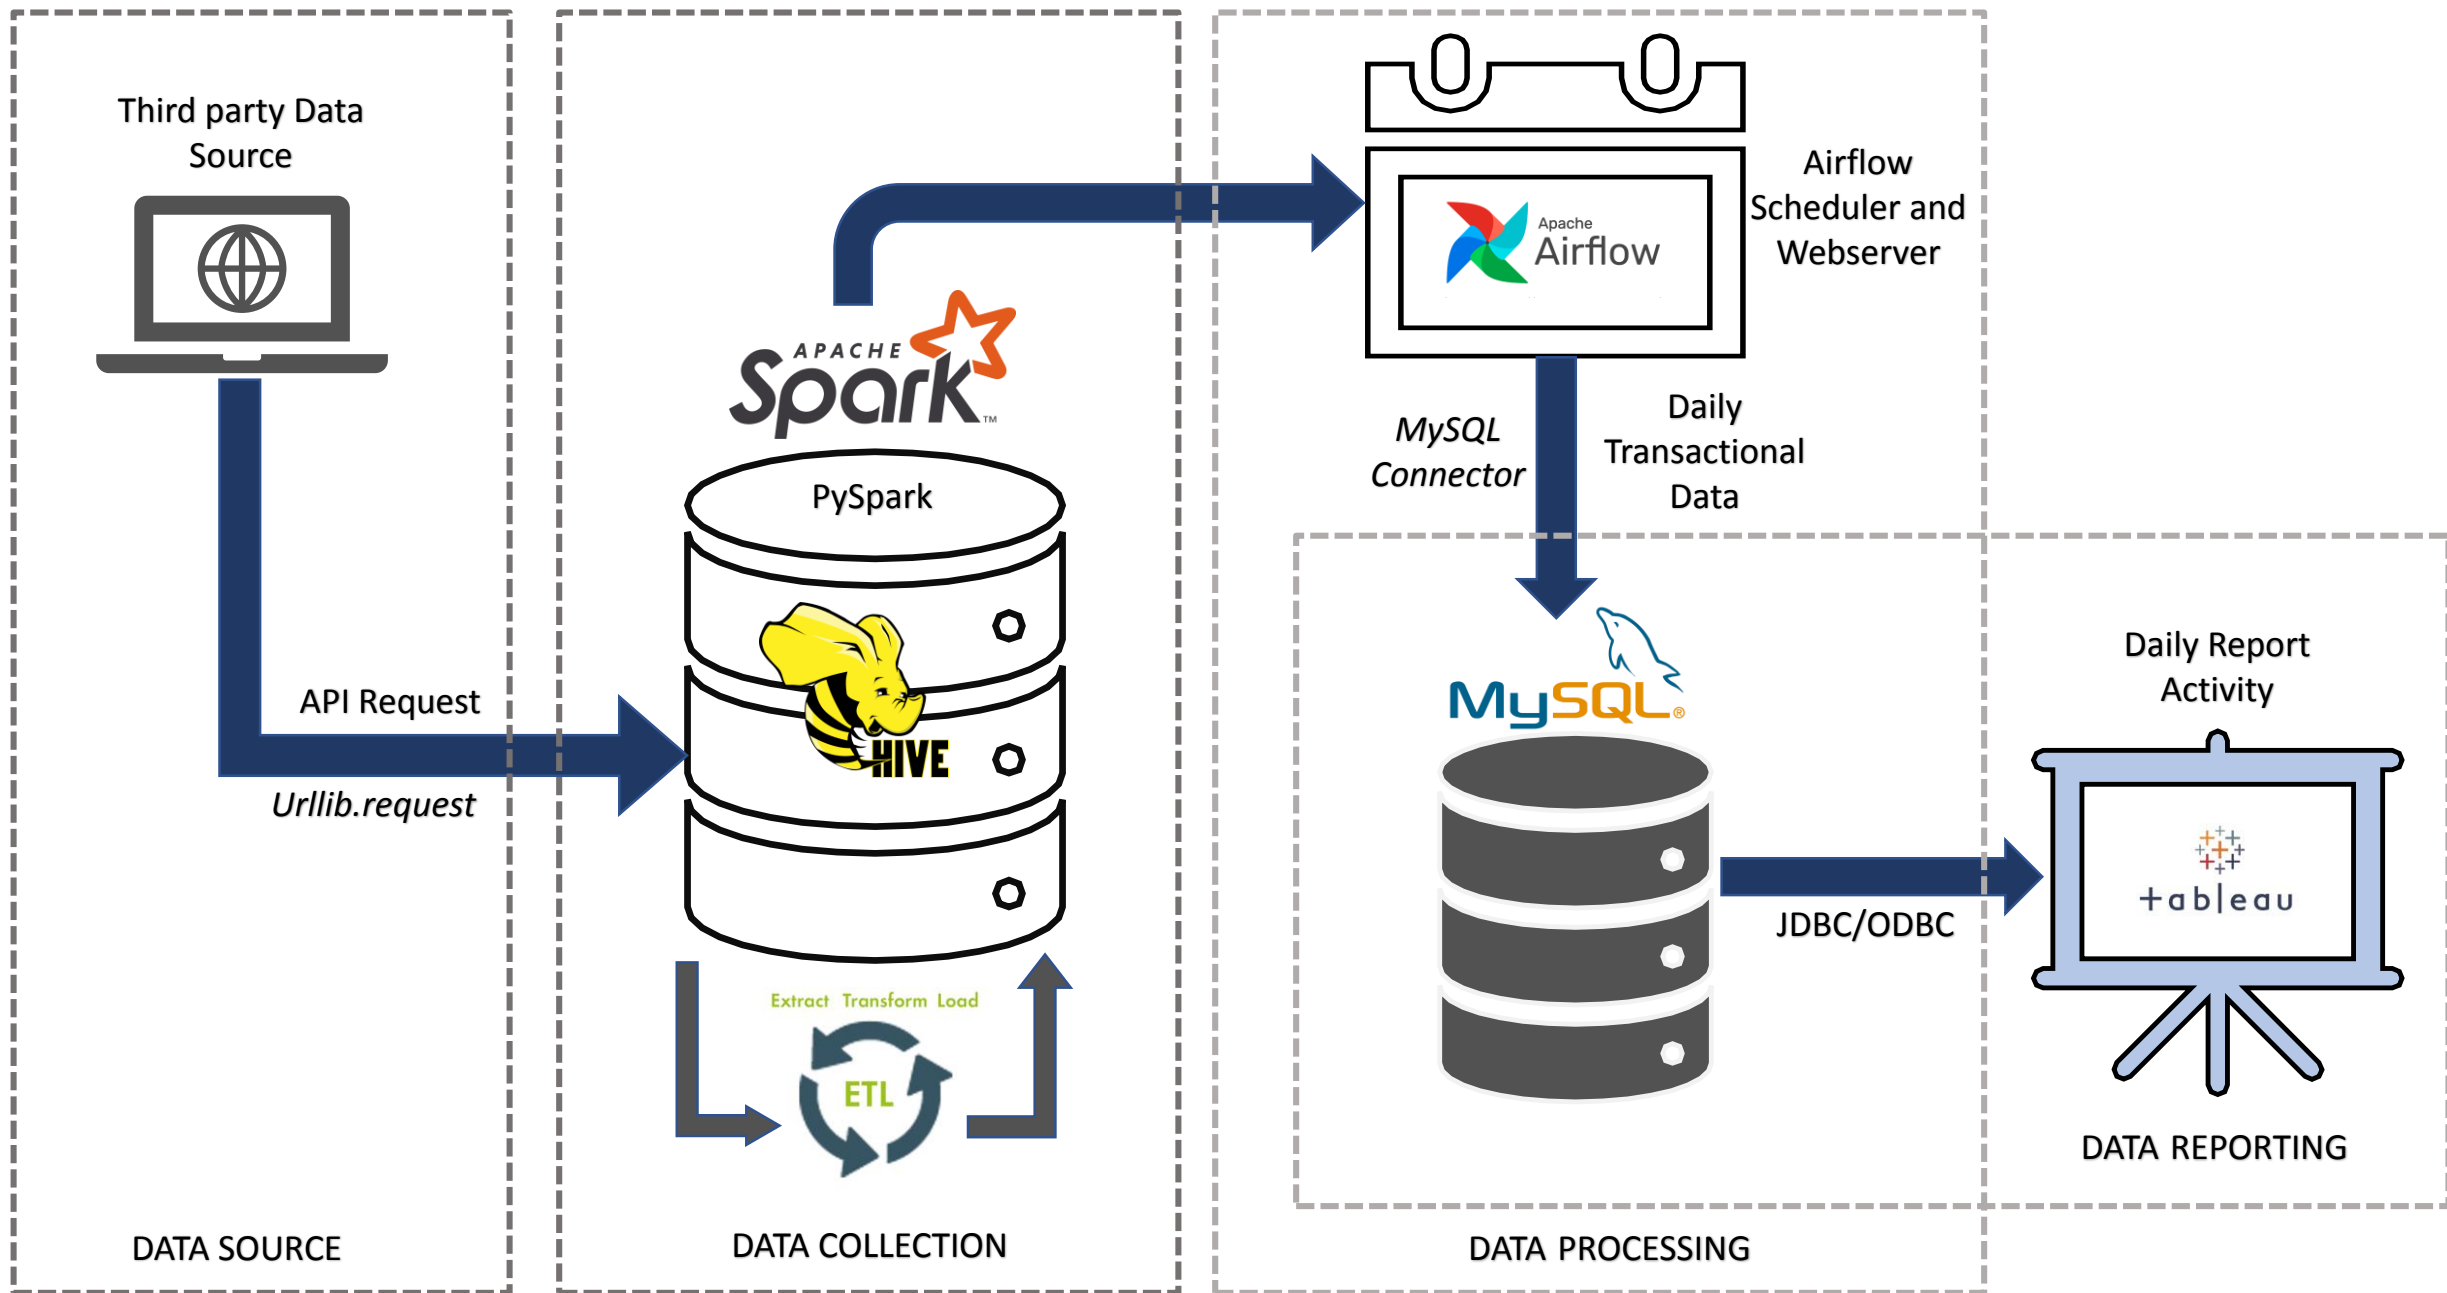 Third party Data
Source
API Request
Urllib.request
DATA SOURCE
APACHE
Spark™
PySpark
HIVE
Extract Transform Load
ETL
DATA COLLECTION
Apache
Airflow
Airflow
Scheduler and
Webserver
MySQL
Connector
Daily
Transactional
Data
MySQL®
JDBC/ODBC
DATA PROCESSING
Daily Report
Activity
+ableau
DATA REPORTING